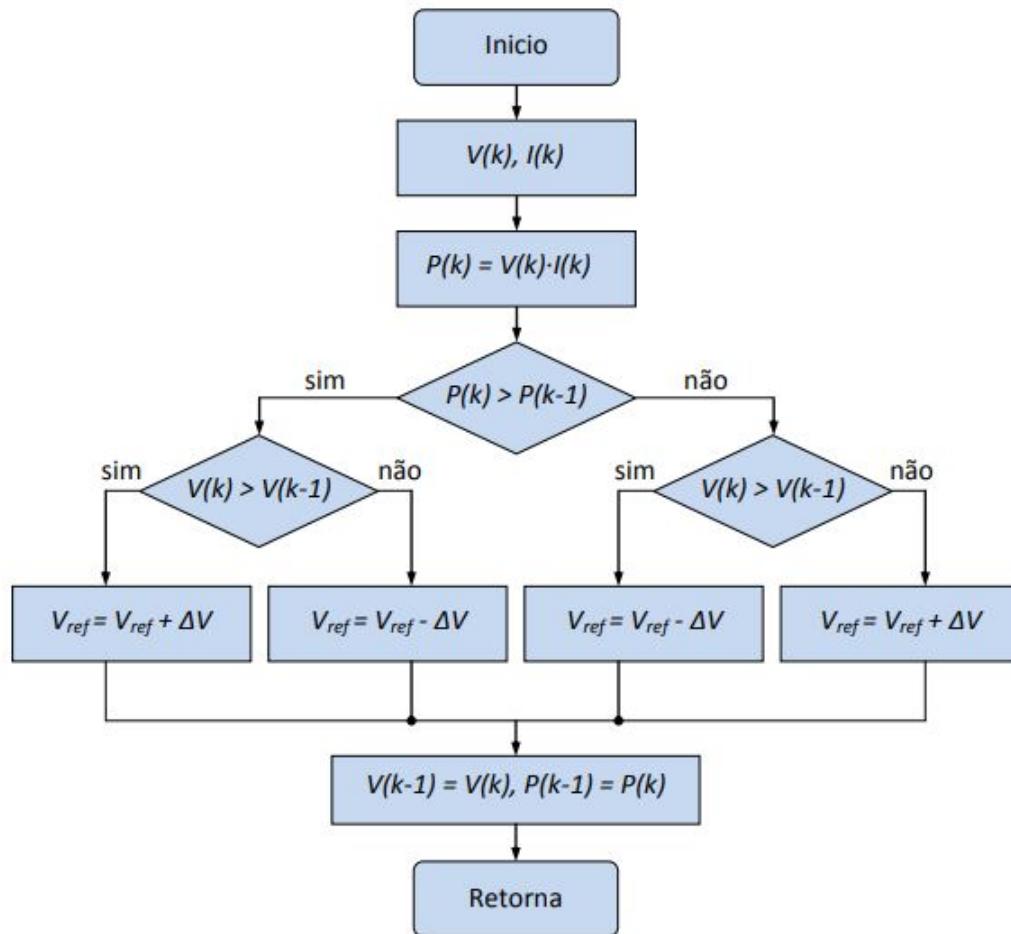 Inicio
V(k), I(k)
P(k) = V(k)·I(k)
sim
P(k) > P(k-1)
não
sim
V(k) > V(k-1)
não
sim
V(k) > V(k-1)
não
Vref = Vref + ΔV
Vref = Vref - ΔV
Vref = Vref - ΔV
Vref = Vref + ΔV
V(k-1) = V(k), P(k-1) = P(k)
Retorna